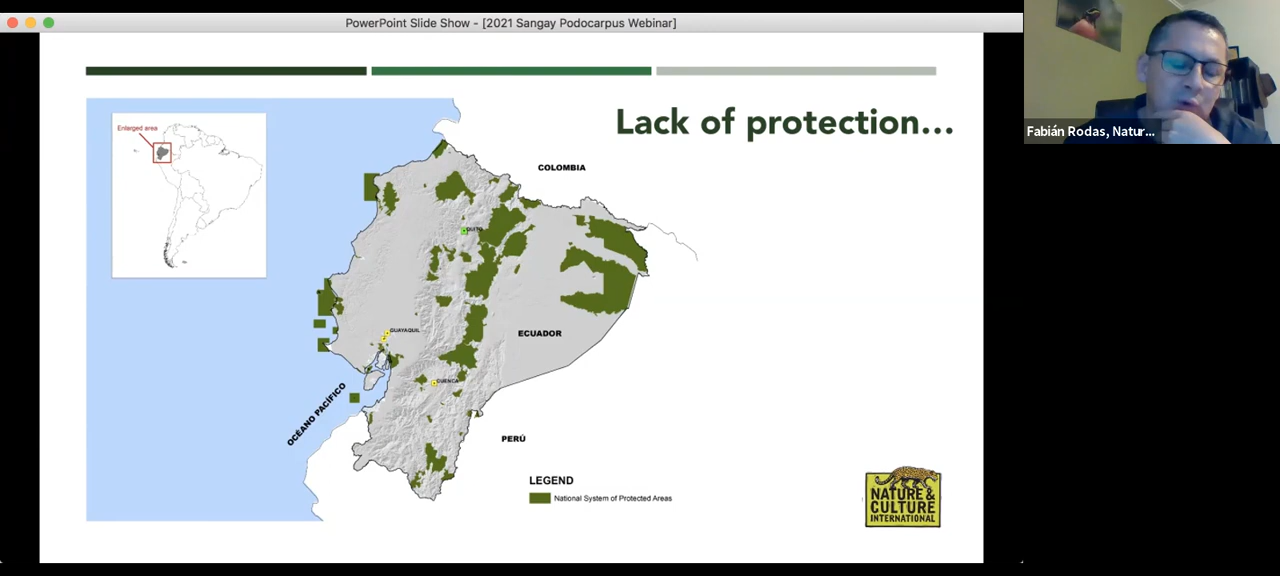 PowerPoint Slide Show - [2021 Sangay Podocarpus Webinar]
Fabián Rodas, Natur...
Lack of protection...
Enlarged area
COLOMBIA
QUITO
GUAYAQUIL
ECUADOR
CUENCA
OCÉANO PACÍFICO
PERÚ
LEGEND
National System of Protected Areas
NATURE &
CULTURE
INTERNATIONAL